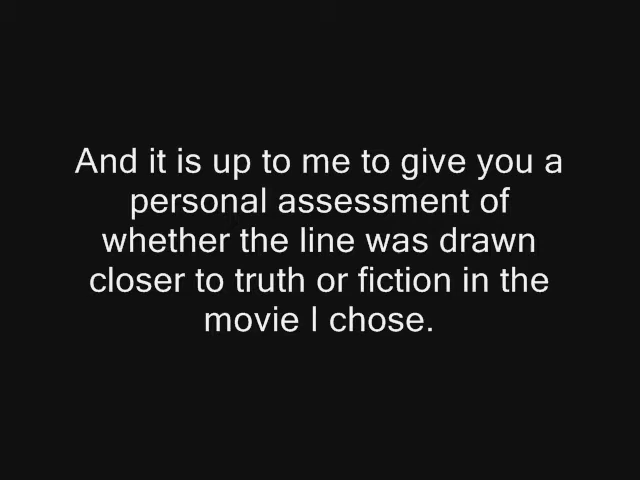 And it is up to me to give you a
personal assessment of
whether the line was drawn
closer to truth or fiction in the
movie I chose.